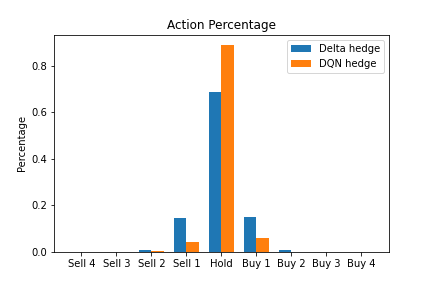 Action Percentage
Delta hedge
DQN hedge
Percentage
0.8
0.6
0.4
0.2
0.0
Sell 4 Sell 3 Sell 2 Sell 1 Hold Buy 1 Buy 2 Buy 3 Buy 4